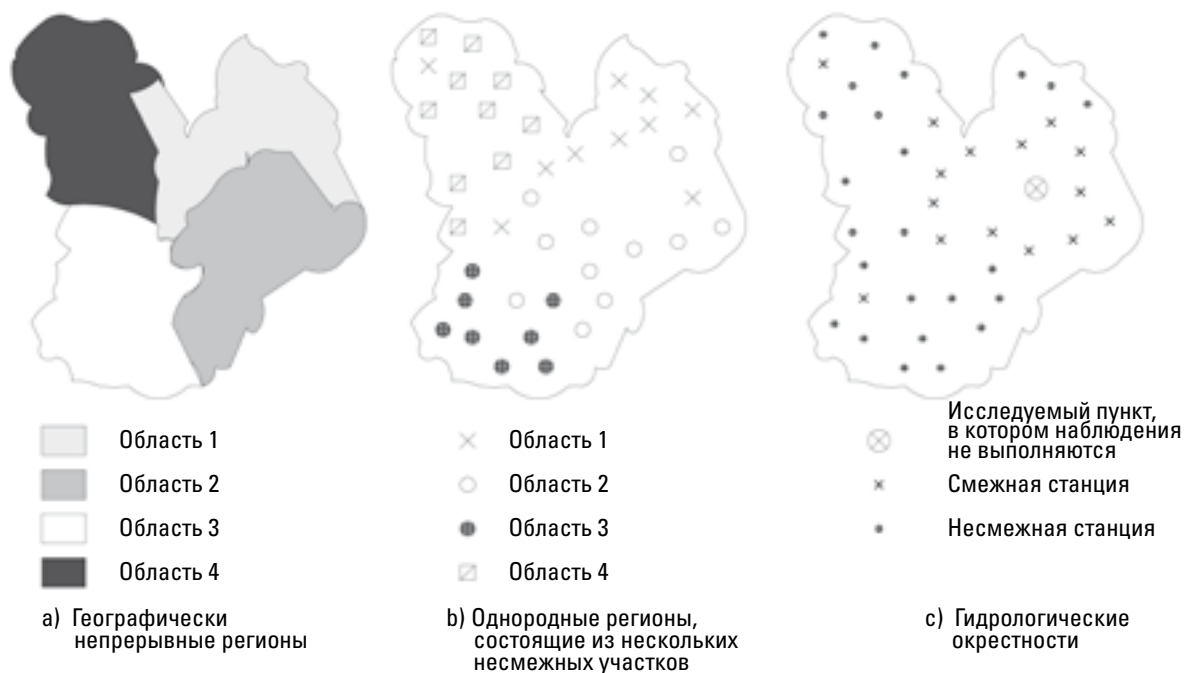 Область 1
Область 2
Область 3
Область 4
a) Географически
непрерывные регионы
Область 1
Область 2
Область 3
Область 4
b) Однородные регионы,
состоящие из нескольких
несмежных участков
Исследуемый пункт,
в котором наблюдения
не выполняются
Смежная станция
Несмежная станция
c) Гидрологические
окрестности